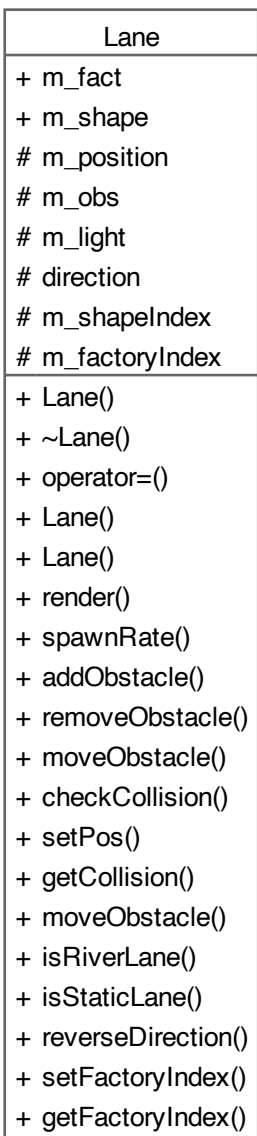 Lane
+ m_fact
+ m_shape
# m_position
# m_obs
# m_light
# direction
# m_shapeIndex
# m_factoryIndex
+ Lane()
+ ~Lane()
+ operator=()
+ Lane()
+ Lane()
+ render()
+ spawnRate()
+ addObstacle()
+ removeObstacle()
+ moveObstacle()
+ checkCollision()
+ setPos()
+ getCollision()
+ moveObstacle()
+ isRiverLane()
+ isStaticLane()
+ reverseDirection()
+ setFactoryIndex()
+ getFactoryIndex()